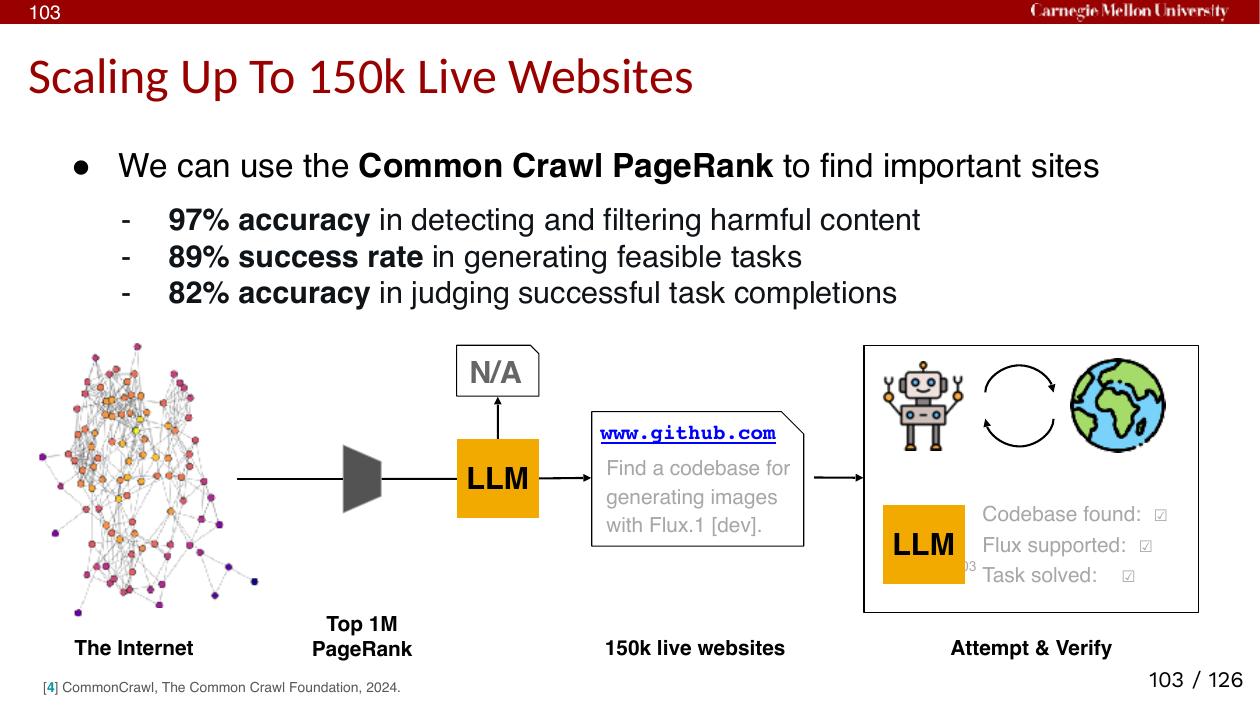 103
Carnegie Mellon University
Scaling Up To 150k Live Websites
● We can use the Common Crawl PageRank to find important sites
- 97% accuracy in detecting and filtering harmful content
- 89% success rate in generating feasible tasks
- 82% accuracy in judging successful task completions
N/A
LLM
www.github.com
Find a codebase for
generating images
with Flux.1 [dev].
LLM
Codebase found: ☑
Flux supported: ☑
03
Task solved: ☑
The Internet
Top 1M
PageRank
150k live websites
Attempt & Verify
[4] CommonCrawl, The Common Crawl Foundation, 2024.
103 / 126